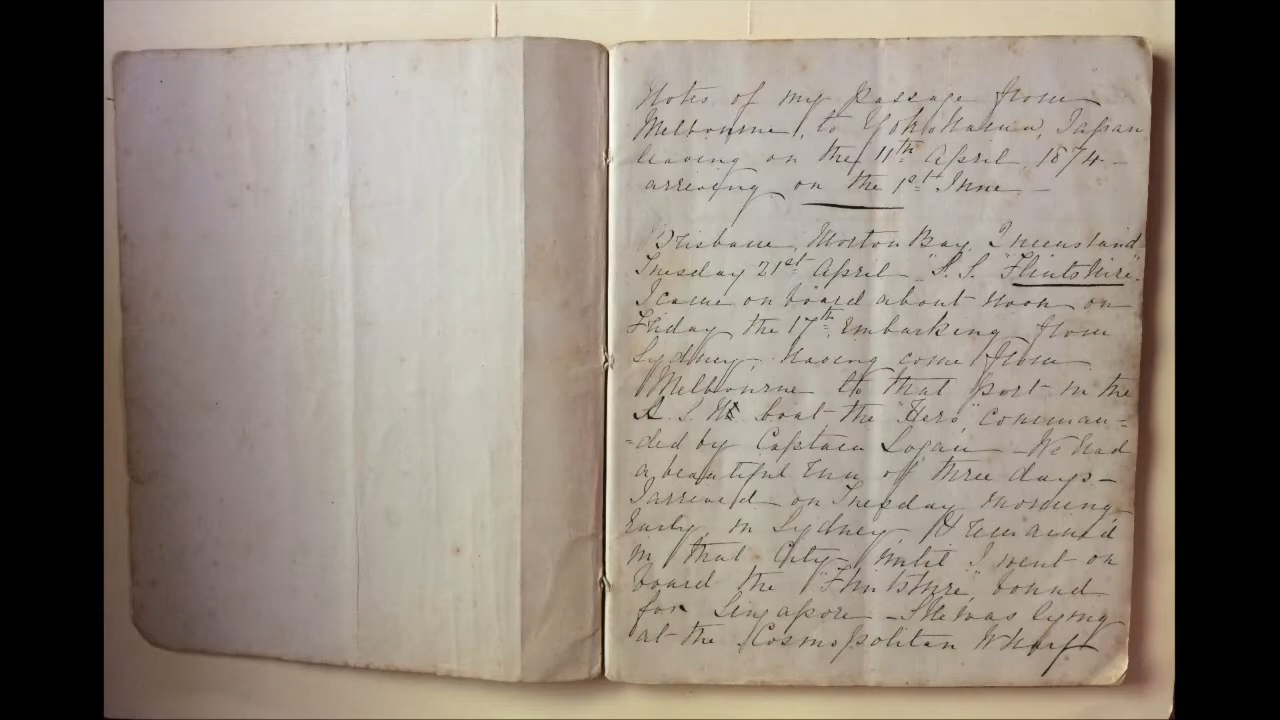 Notes of my passage from
Melbourne, to Yokohama, Japan
leaving on the 11th April 1874 –
arriving on the 1st June –
Brisbane, Morton Bay, Queensland
Tuesday 21st April "S. S. "Flintshire".
I came on board about noon on
Friday the 17th, Embarking from
Sydney, having come from
Melbourne to that port in the
S. N. boat the "Hero", comman=
=ded by Captain Logan – We had
a beautiful run of three days –
I arrived on Tuesday morning
Early, in Sydney, & remained
in that City – until I went on
board the "Flintshire", bound
for Singapore – She was lying
at the Cosmopolitan Wharf